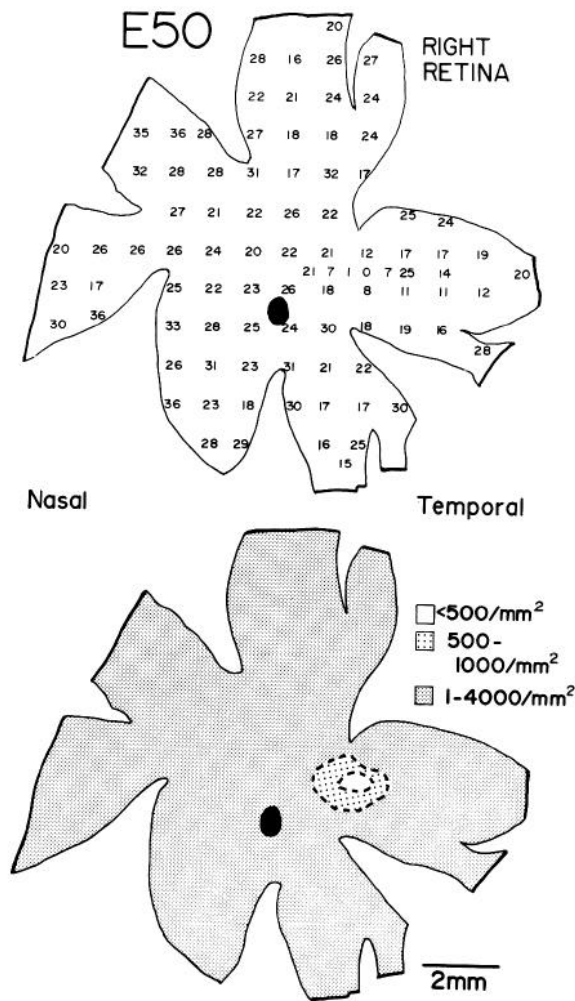 E50
RIGHT
RETINA
20
28 16 26 27
22 21 24 24
35 36 28 27 18 18 24
32 28 28 31 17 32 17
27 21 22 26 22 25 24
20 26 26 26 24 20 22 21 12 17 17 19
21 7 1 0 7 25 14 20
23 17 25 22 23 26 18 8 11 11 12
30 36 33 28 25 24 30 18 19 16
28
26 31 23 31 21 22
36 23 18 30 17 17 30
28 29 16 25
15
Nasal
Temporal
<500/mm²
500-
1000/mm²
1-4000/mm²
2mm